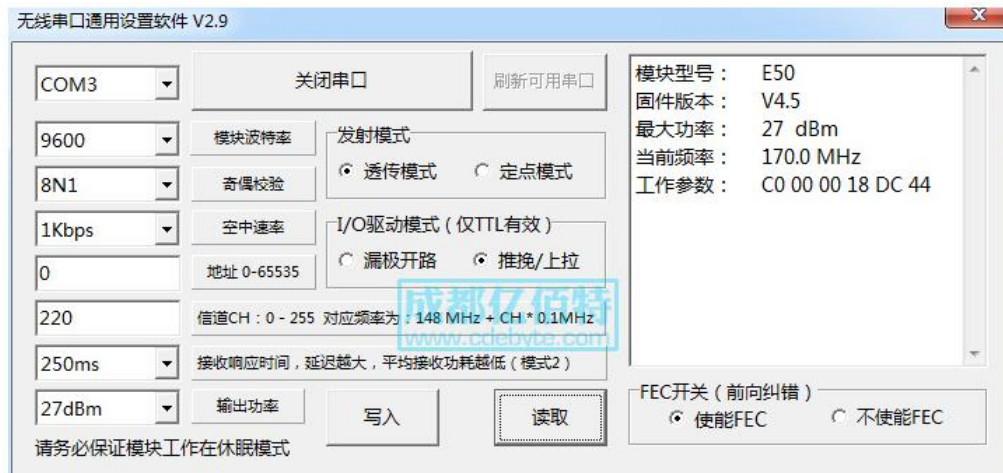 无线串口通用设置软件 V2.9
COM3
关闭串口
刷新可用串口
9600
模块波特率
8N1
奇偶校验
1Kbps
空中速率
0
地址 0-65535
220
信道CH：0 - 255 对应频率为：148 MHz + CH * 0.1MHz
250ms
接收响应时间，延迟越大，平均接收功耗越低（模式2）
27dBm
输出功率
写入
读取
请务必保证模块工作在休眠模式
发射模式
透传模式 定点模式
I/O驱动模式（仅TTL有效）
漏极开路 推挽/上拉
成都亿佰特
www.cdebyte.com
模块型号： E50
固件版本： V4.5
最大功率： 27 dBm
当前频率： 170.0 MHz
工作参数： C0 00 00 18 DC 44
FEC开关（前向纠错）
使能FEC 不使能FEC